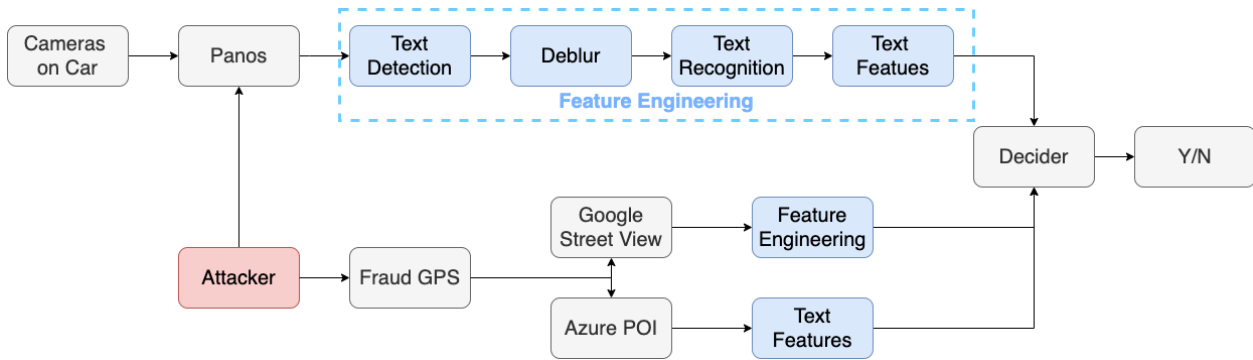 Cameras
on Car
Panos
Text
Detection
Deblur
Text
Recognition
Text
Featues
Feature Engineering
Decider
Y/N
Google
Street View
Feature
Engineering
Attacker
Fraud GPS
Azure POI
Text
Features